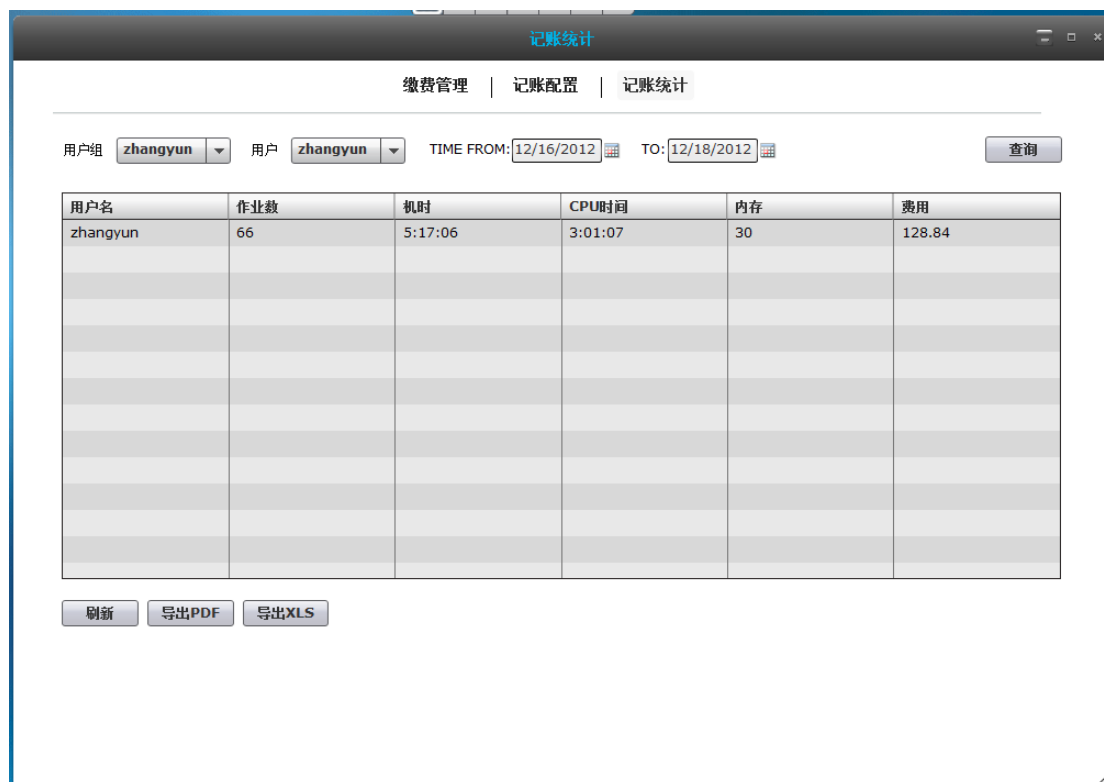 记账统计
缴费管理 | 记账配置 | 记账统计
用户组 zhangyun 用户 zhangyun TIME FROM: 12/16/2012 TO: 12/18/2012 查询
用户名 作业数 机时 CPU时间 内存 费用
zhangyun 66 5:17:06 3:01:07 30 128.84
刷新 导出PDF 导出XLS